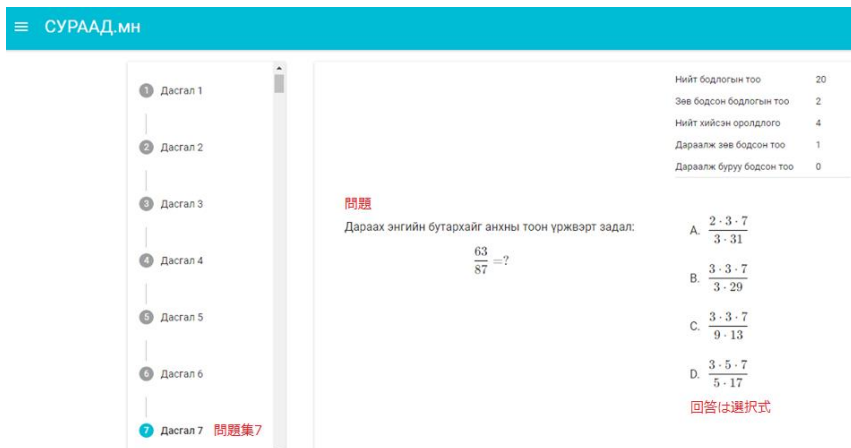 СУРААД.мн
1 Дасгал 1
2 Дасгал 2
3 Дасгал 3
4 Дасгал 4
5 Дасгал 5
6 Дасгал 6
7 Дасгал 7 問題集7
Нийт бодлогын тоо 20
Зөв бодсон бодлогын тоо 2
Нийт хийсэн оролдлого 4
Дараалж зөв бодсон тоо 1
Дараалж буруу бодсон тоо 0
問題
Дараах энгийн бутархайг анхны тоон үржвэрт задал:
63/87 =?
A. 2 · 3 · 7 / 3 · 31
B. 3 · 3 · 7 / 3 · 29
C. 3 · 3 · 7 / 9 · 13
D. 3 · 5 · 7 / 5 · 17
回答は選択式